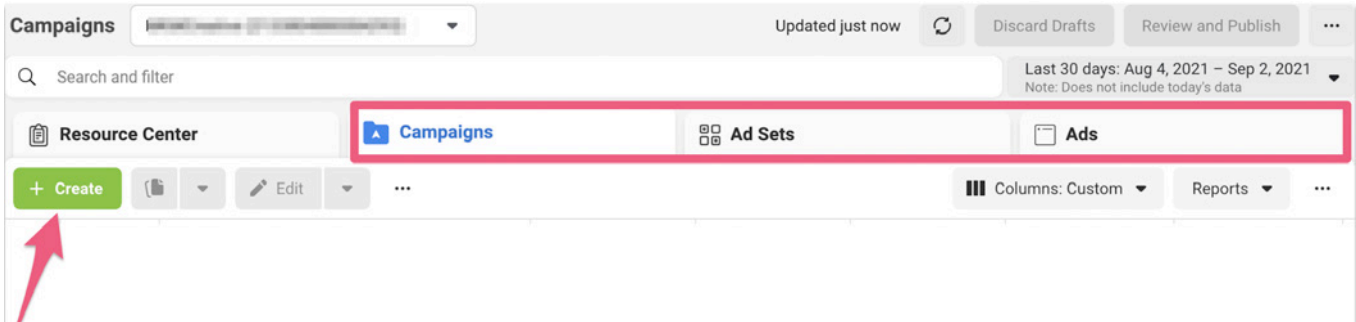 Campaigns
Updated just now
Discard Drafts
Review and Publish
Search and filter
Last 30 days: Aug 4, 2021 – Sep 2, 2021
Note: Does not include today's data
Resource Center
Campaigns
Ad Sets
Ads
+ Create
Edit
Columns: Custom
Reports